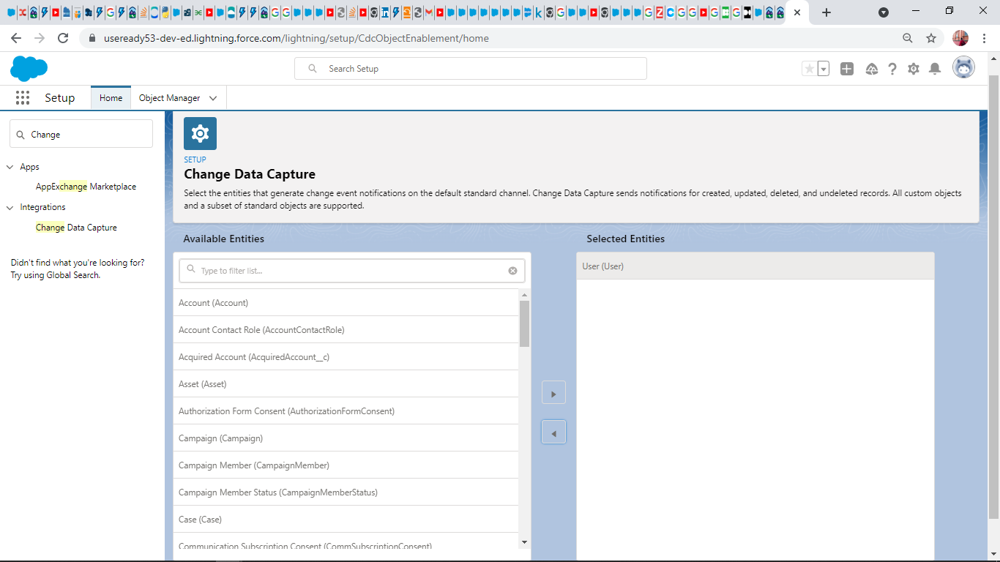 useready53-dev-ed.lightning.force.com/lightning/setup/CdcObjectEnablement/home
Search Setup
Setup
Home
Object Manager
Change
Apps
AppExchange Marketplace
Integrations
Change Data Capture
Didn't find what you're looking for?
Try using Global Search.
SETUP
Change Data Capture
Select the entities that generate change event notifications on the default standard channel. Change Data Capture sends notifications for created, updated, deleted, and undeleted records. All custom objects
and a subset of standard objects are supported.
Available Entities
Type to filter list...
Account (Account)
Account Contact Role (AccountContactRole)
Acquired Account (AcquiredAccount__c)
Asset (Asset)
Authorization Form Consent (AuthorizationFormConsent)
Campaign (Campaign)
Campaign Member (CampaignMember)
Campaign Member Status (CampaignMemberStatus)
Case (Case)
Communication Subscription Consent (CommSubscriptionConsent)
Selected Entities
User (User)